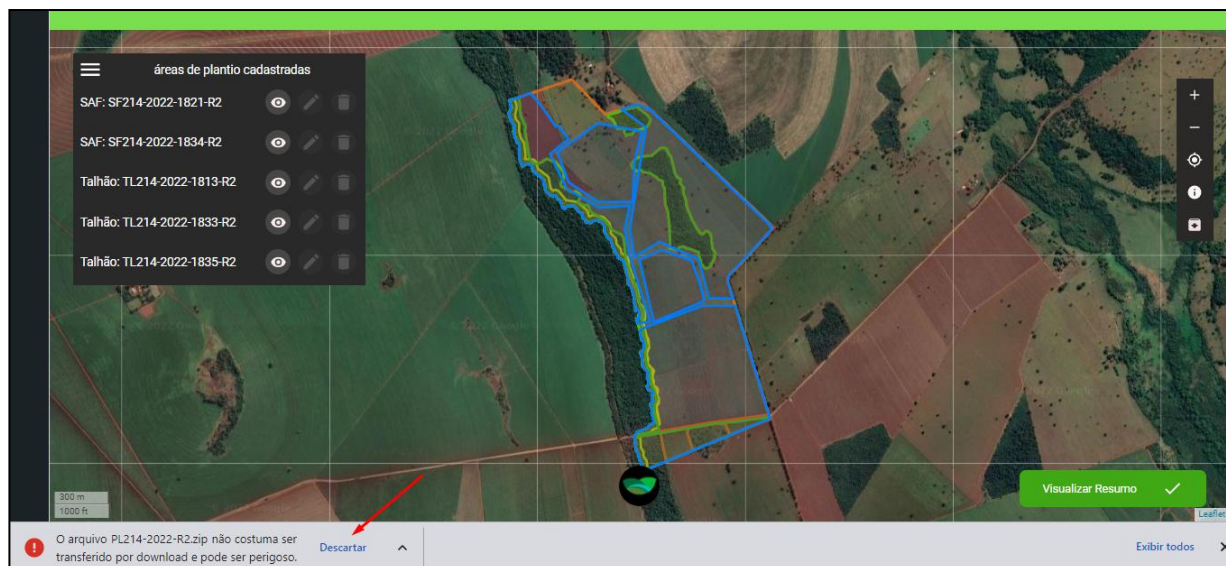 áreas de plantio cadastradas
SAF: SF214-2022-1821-R2
SAF: SF214-2022-1834-R2
Talhão: TL214-2022-1813-R2
Talhão: TL214-2022-1833-R2
Talhão: TL214-2022-1835-R2
300 m
1000 ft
Visualizar Resumo
Leaflet
O arquivo PL214-2022-R2.zip não costuma ser
transferido por download e pode ser perigoso.
Descartar
Exibir todos